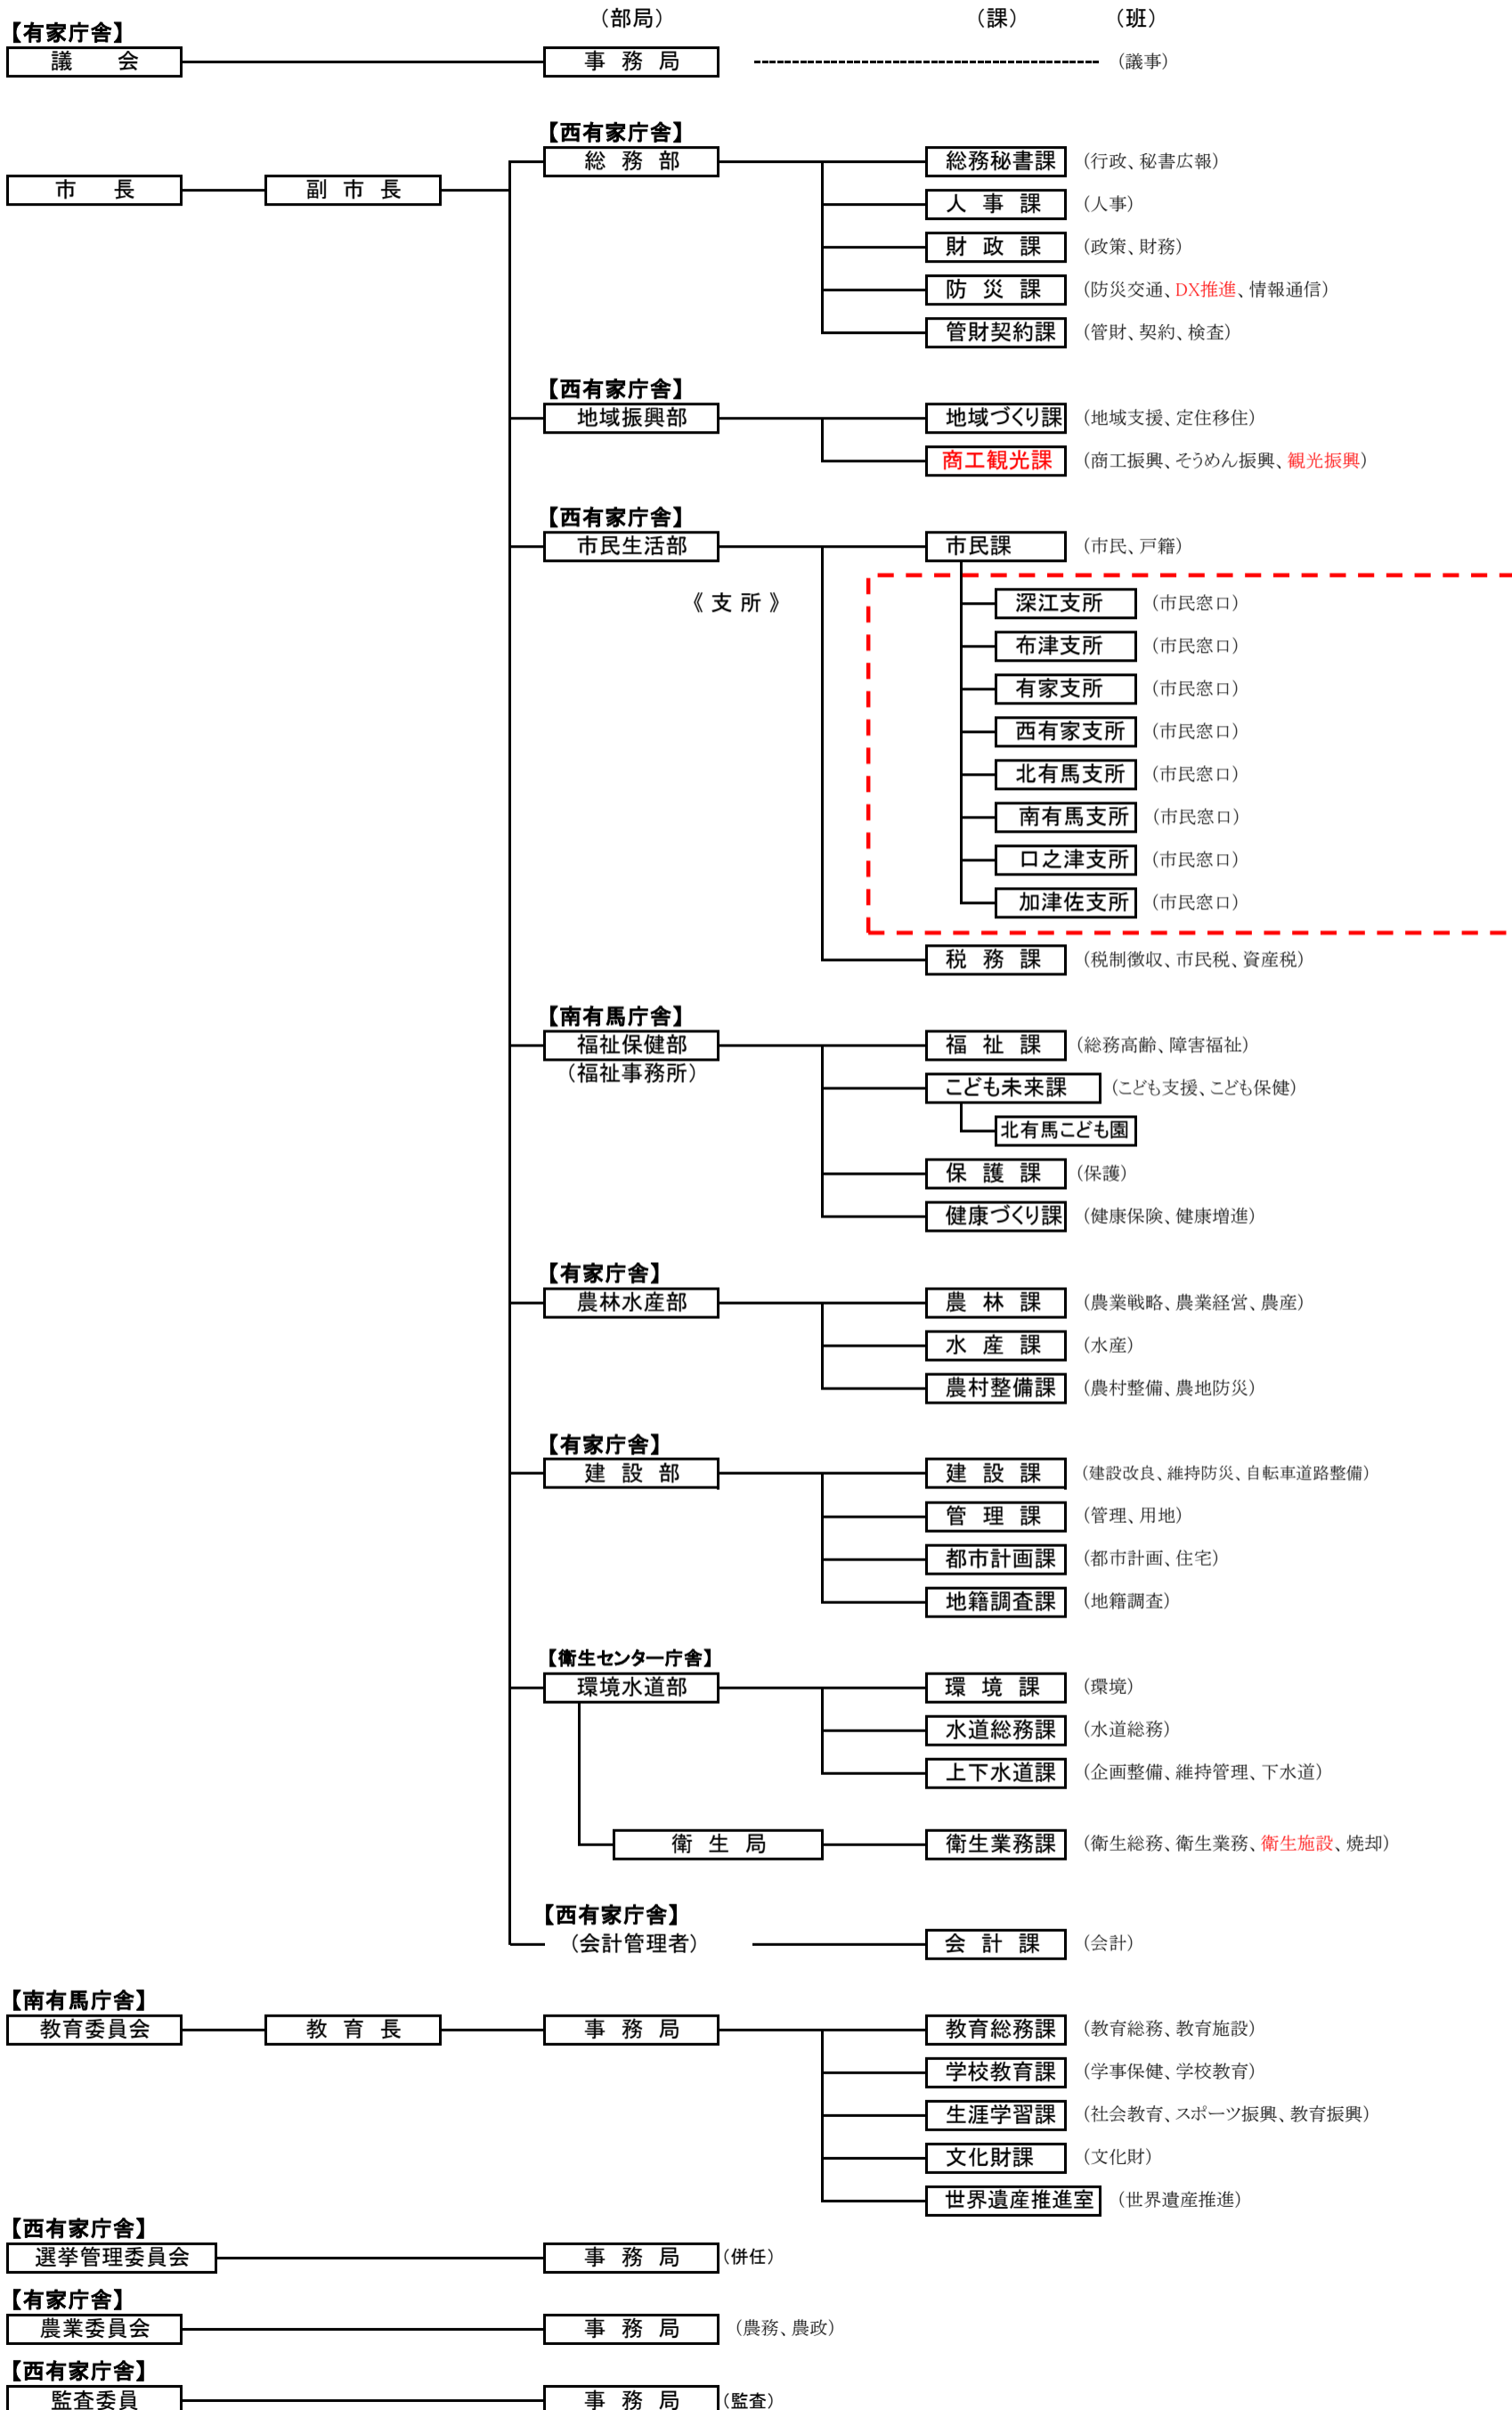 （部局）　（課）　（班）
【有家庁舎】
議　会　事務局　（議事）
【西有家庁舎】
総務部　総務秘書課　（行政、秘書広報）
市長　副市長
人事課　（人事）
財政課　（政策、財務）
防災課　（防災交通、DX推進、情報通信）
管財契約課　（管財、契約、検査）
【西有家庁舎】
地域振興部　地域づくり課　（地域支援、定住移住）
商工観光課　（商工振興、そうめん振興、観光振興）
【西有家庁舎】
市民生活部　市民課　（市民、戸籍）
《支所》　深江支所　（市民窓口）
布津支所　（市民窓口）
有家支所　（市民窓口）
西有家支所　（市民窓口）
北有馬支所　（市民窓口）
南有馬支所　（市民窓口）
口之津支所　（市民窓口）
加津佐支所　（市民窓口）
税務課　（税制徴収、市民税、資産税）
【南有馬庁舎】
福祉保健部　福祉課　（総務高齢、障害福祉）
（福祉事務所）
こども未来課　（こども支援、こども保健）
北有馬こども園
保護課　（保護）
健康づくり課　（健康保険、健康増進）
【有家庁舎】
農林水産部　農林課　（農業戦略、農業経営、農産）
水産課　（水産）
農村整備課　（農村整備、農地防災）
【有家庁舎】
建設部　建設課　（建設改良、維持防災、自転車道路整備）
管理課　（管理、用地）
都市計画課　（都市計画、住宅）
地籍調査課　（地籍調査）
【衛生センター庁舎】
環境水道部　環境課　（環境）
水道総務課　（水道総務）
上下水道課　（企画整備、維持管理、下水道）
衛生局　衛生業務課　（衛生総務、衛生業務、衛生施設、焼却）
【西有家庁舎】
（会計管理者）　会計課　（会計）
【南有馬庁舎】
教育委員会　教育長　事務局　教育総務課　（教育総務、教育施設）
学校教育課　（学事保健、学校教育）
生涯学習課　（社会教育、スポーツ振興、教育振興）
文化財課　（文化財）
世界遺産推進室　（世界遺産推進）
【西有家庁舎】
選挙管理委員会　事務局　（併任）
【有家庁舎】
農業委員会　事務局　（農務、農政）
【西有家庁舎】
監査委員　事務局　（監査）